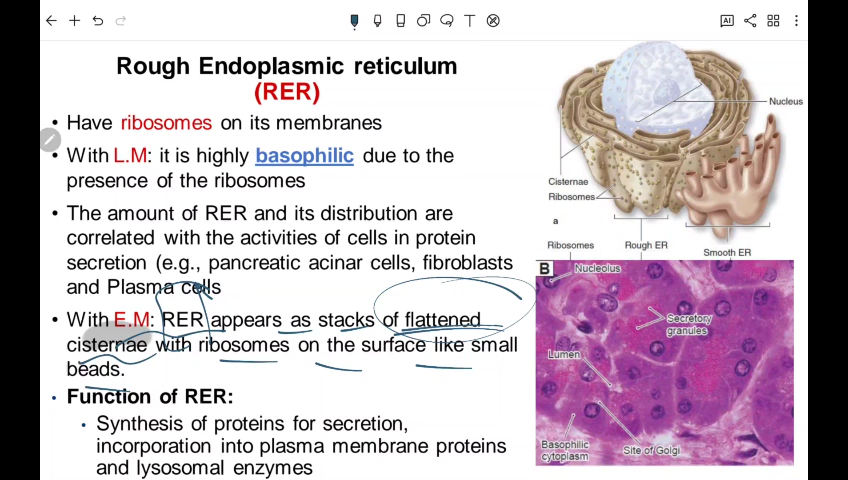 Rough Endoplasmic reticulum
(RER)
• Have ribosomes on its membranes
• With L.M: it is highly basophilic due to the
presence of the ribosomes
• The amount of RER and its distribution are
correlated with the activities of cells in protein
secretion (e.g., pancreatic acinar cells, fibroblasts
and Plasma cells
• With E.M: RER appears as stacks of flattened
cisternae with ribosomes on the surface like small
beads.
• Function of RER:
• Synthesis of proteins for secretion,
incorporation into plasma membrane proteins
and lysosomal enzymes
AI
T
Nucleus
Cisternae
Ribosomes
a
Ribosomes
Rough ER
Smooth ER
B
Nucleolus
Secretory
granules
Lumen
Basophilic
cytoplasm
Site of Golgi